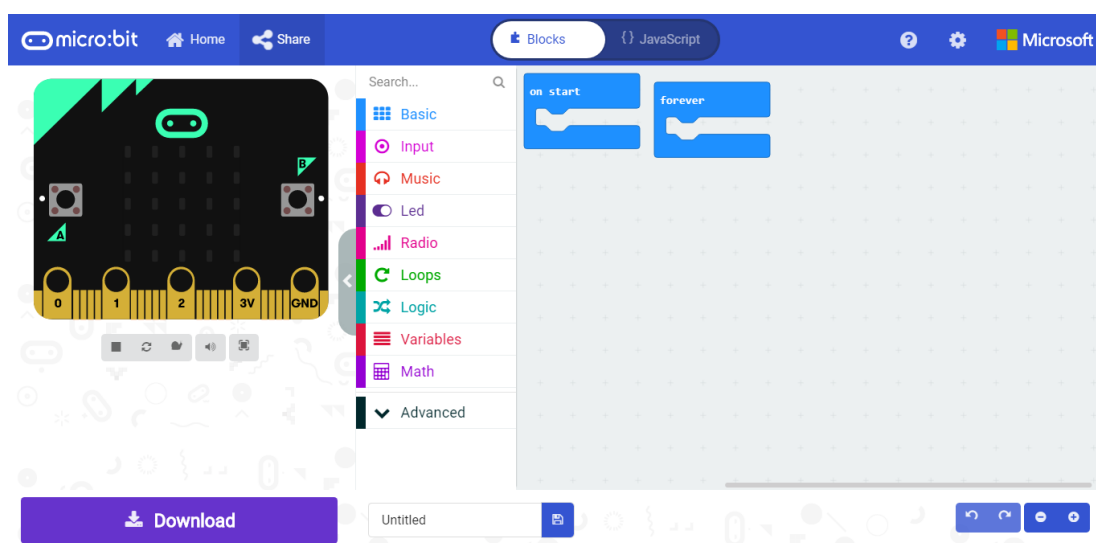 micro:bit Home Share Blocks {} JavaScript ? Microsoft
Search...
Basic
Input
Music
Led
Radio
Loops
Logic
Variables
Math
Advanced
on start
forever
B
A
0 1 2 3V GND
Download
Untitled